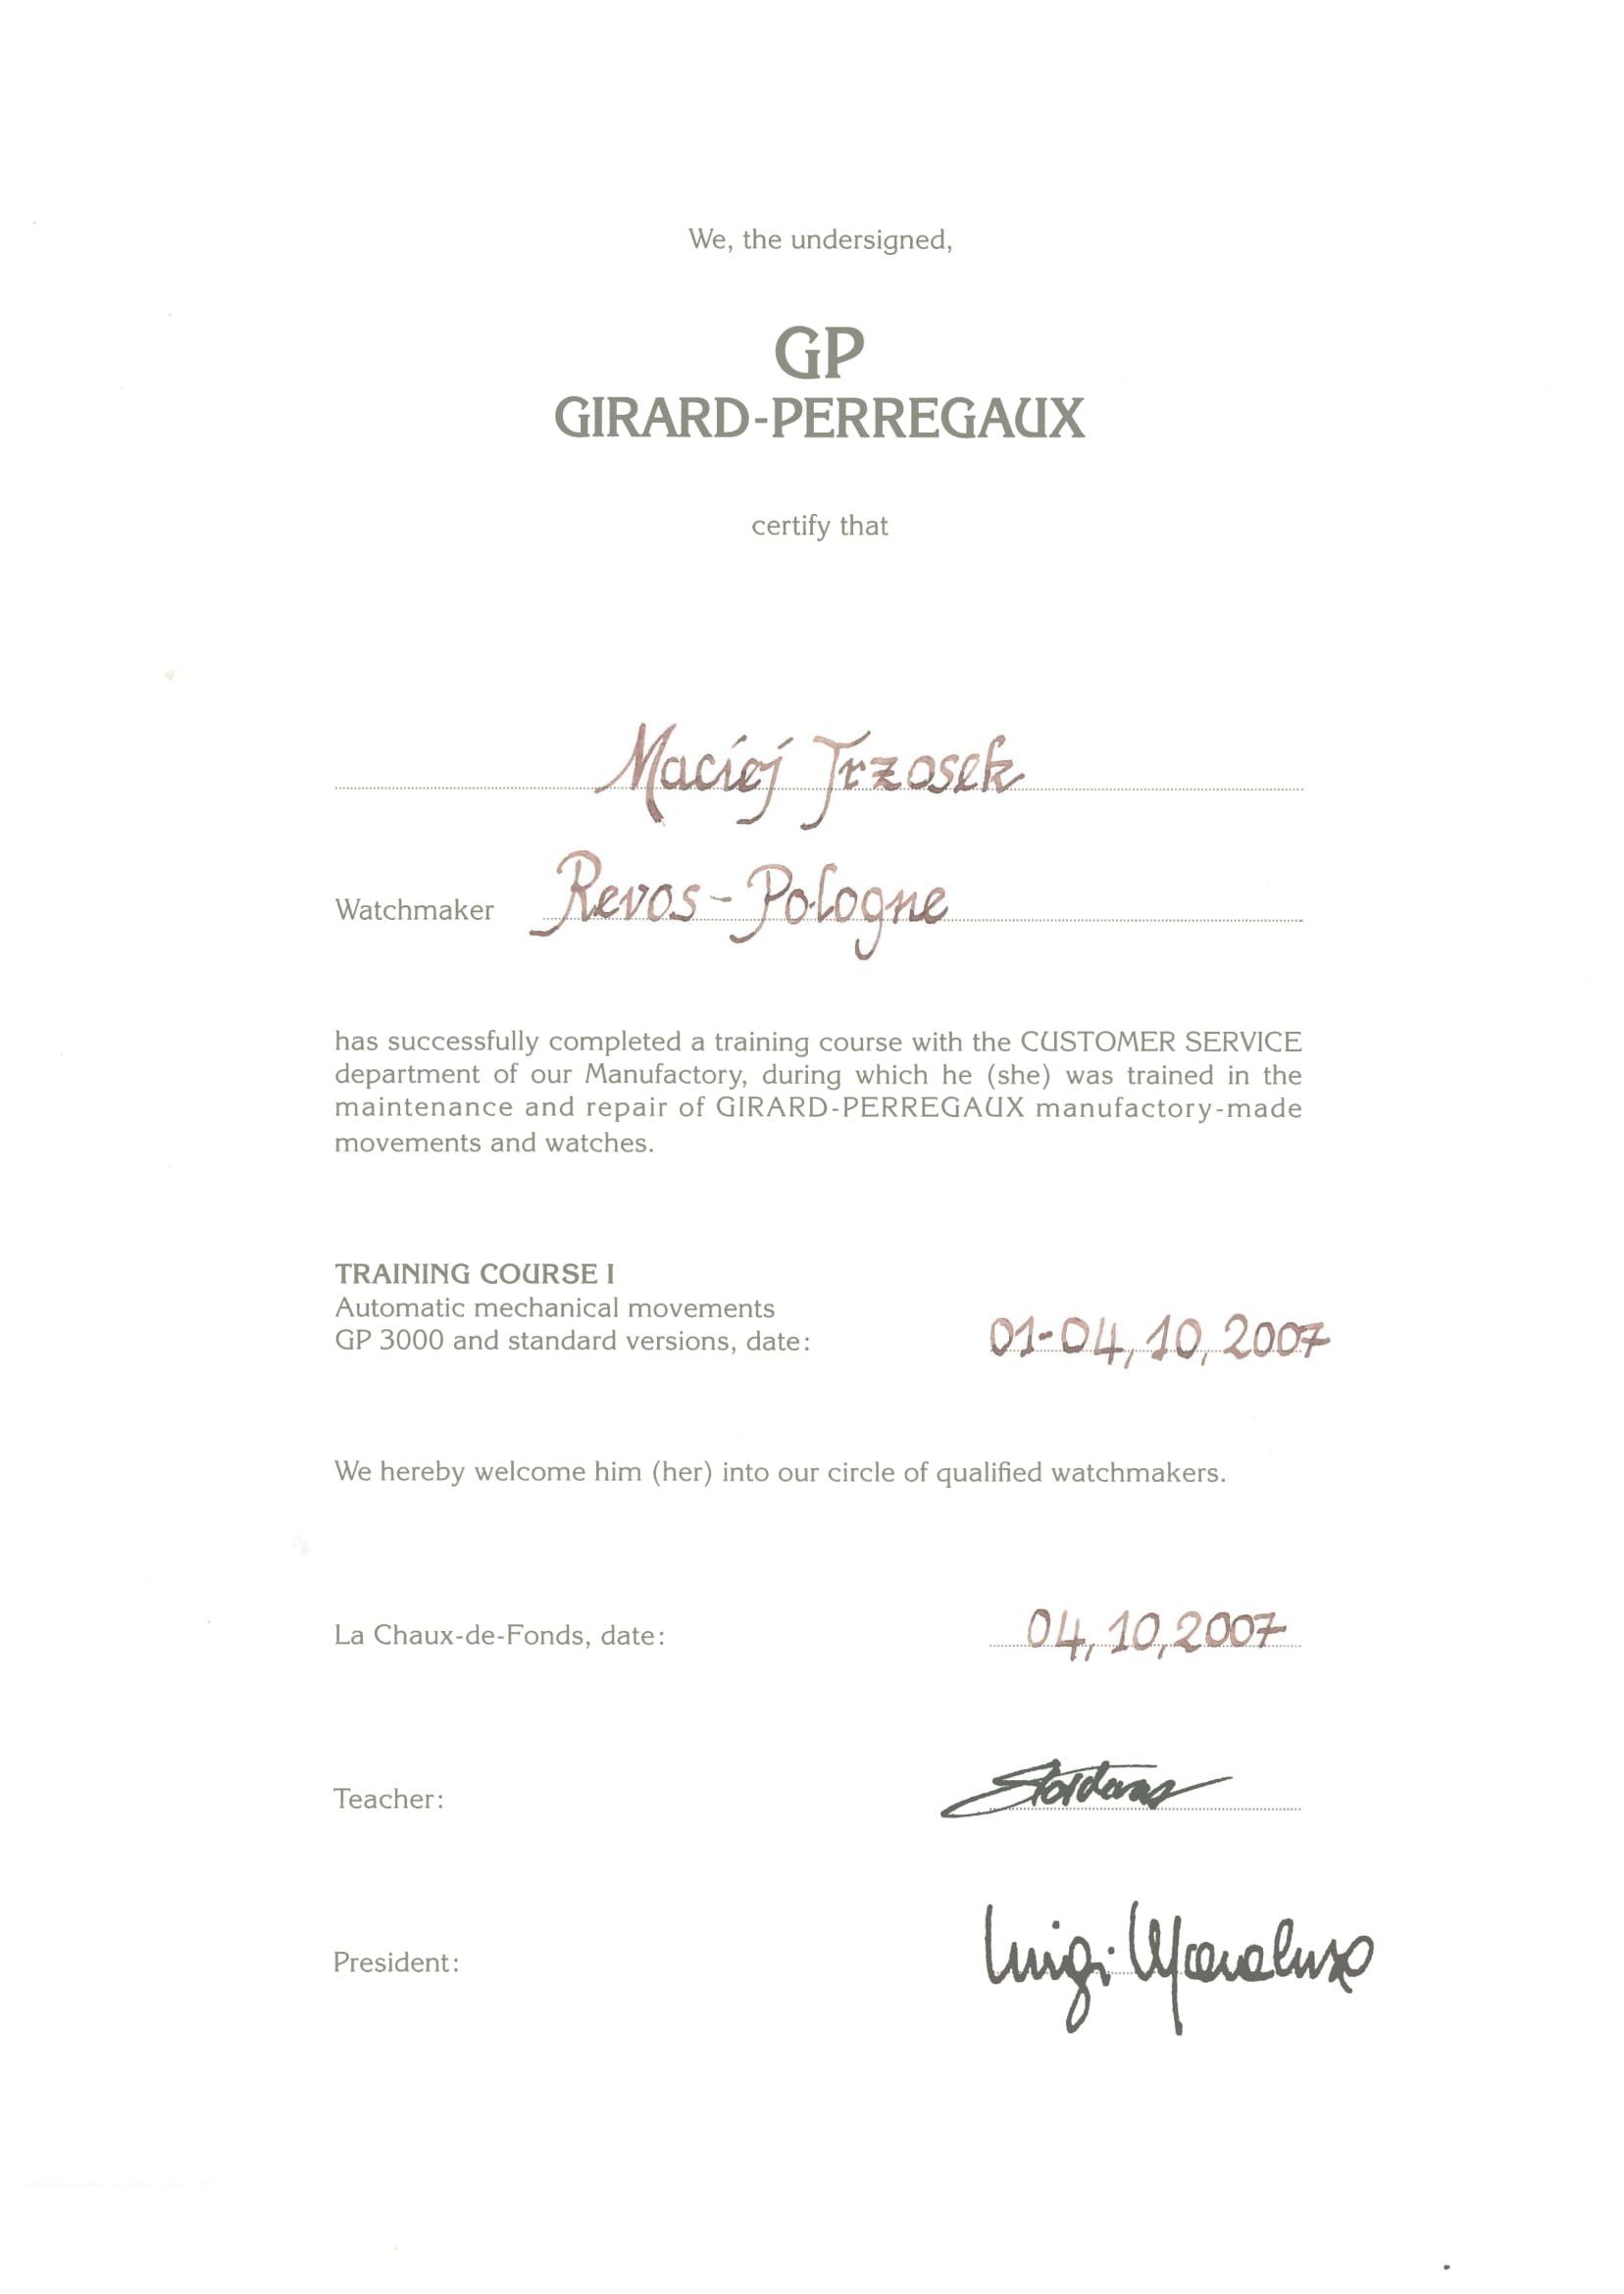 We, the undersigned,
GP
GIRARD-PERREGAUX
certify that
Maciej Trzosek
Watchmaker Revos-Pologne
has successfully completed a training course with the CUSTOMER SERVICE
department of our Manufactory, during which he (she) was trained in the
maintenance and repair of GIRARD-PERREGAUX manufactory-made
movements and watches.
TRAINING COURSE I
Automatic mechanical movements
GP 3000 and standard versions, date: 01-04,10,2007
We hereby welcome him (her) into our circle of qualified watchmakers.
La Chaux-de-Fonds, date: 04,10,2007
Teacher:
President: Luigi